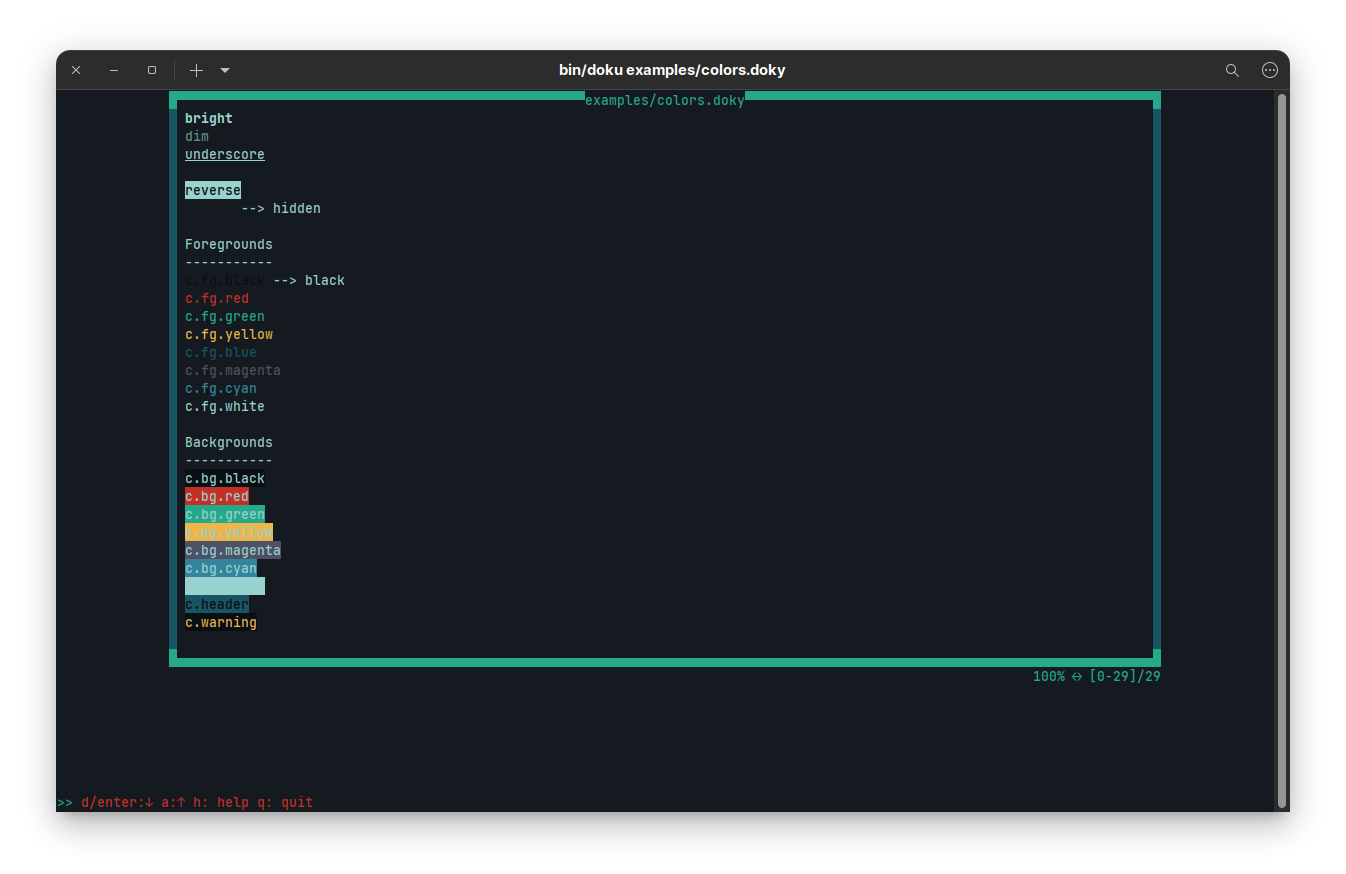 bin/doku examples/colors.doky
examples/colors.doky
bright
dim
underscore
reverse
--> hidden
Foregrounds
-----------
c.fg.black --> black
c.fg.red
c.fg.green
c.fg.yellow
c.fg.blue
c.fg.magenta
c.fg.cyan
c.fg.white
Backgrounds
-----------
c.bg.black
c.bg.red
c.bg.green
c.bg.yellow
c.bg.magenta
c.bg.cyan
c.header
c.warning
100% ↔ [0-29]/29
>> d/enter:↓ a:↑ h: help q: quit